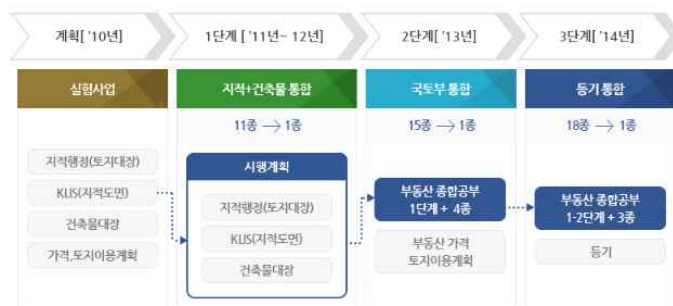 계획[ '10년]
1단계 [ '11년~ 12년]
2단계[ '13년]
3단계[ '14년]
실험사업
지적+건축물 통합
국토부 통합
등기 통합
11종 → 1종
15종 → 1종
18종 → 1종
지적행정(토지대장)
KLIS(지적도면)
건축물대장
가격,토지이용계획
시행계획
지적행정(토지대장)
KLIS(지적도면)
건축물대장
부동산 종합공부
1단계 + 4종
부동산 가격
토지이용계획
부동산 종합공부
1-2단계 + 3종
등기